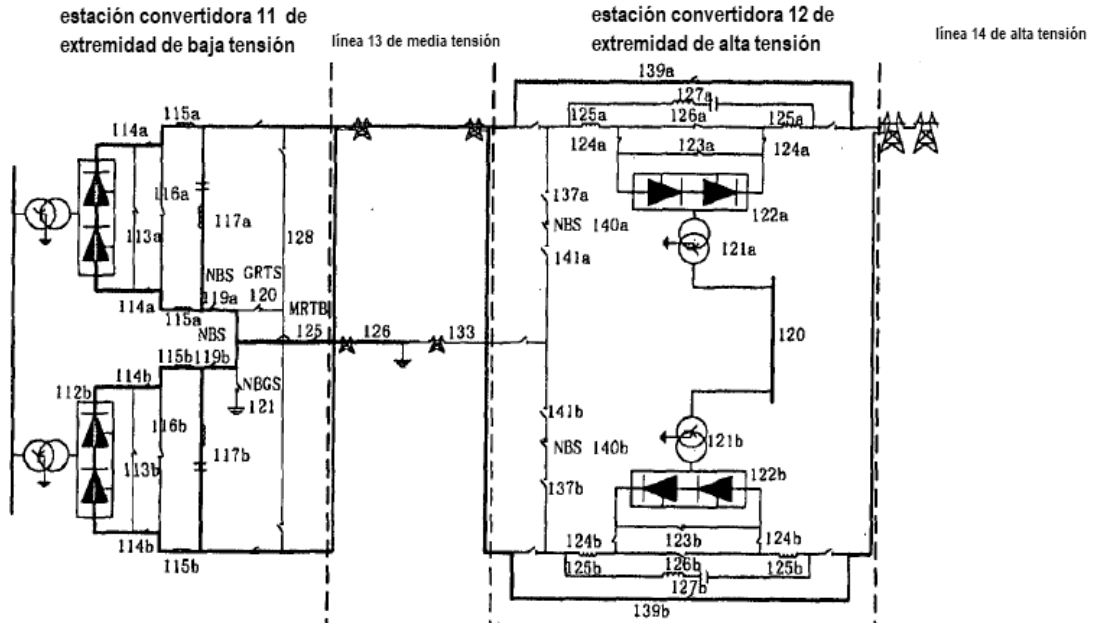 estación convertidora 11 de
extremidad de baja tensión
línea 13 de media tensión
estación convertidora 12 de
extremidad de alta tensión
línea 14 de alta tensión
139a
127a
115a
125a
126a
125a
114a
124a
123a
124a
116a
137a
122a
117a
NBS 140a
113a
128
121a
141a
NBS
GRTS
119a
120
114a
115a
MRTB
NBS
125
126
133
120
115b
119b
114b
NBGS
112b
121
141b
116b
NBS 140b
121b
117b
113b
137b
122b
123b
114b
124b
124b
115b
125b
126b
125b
127b
139b